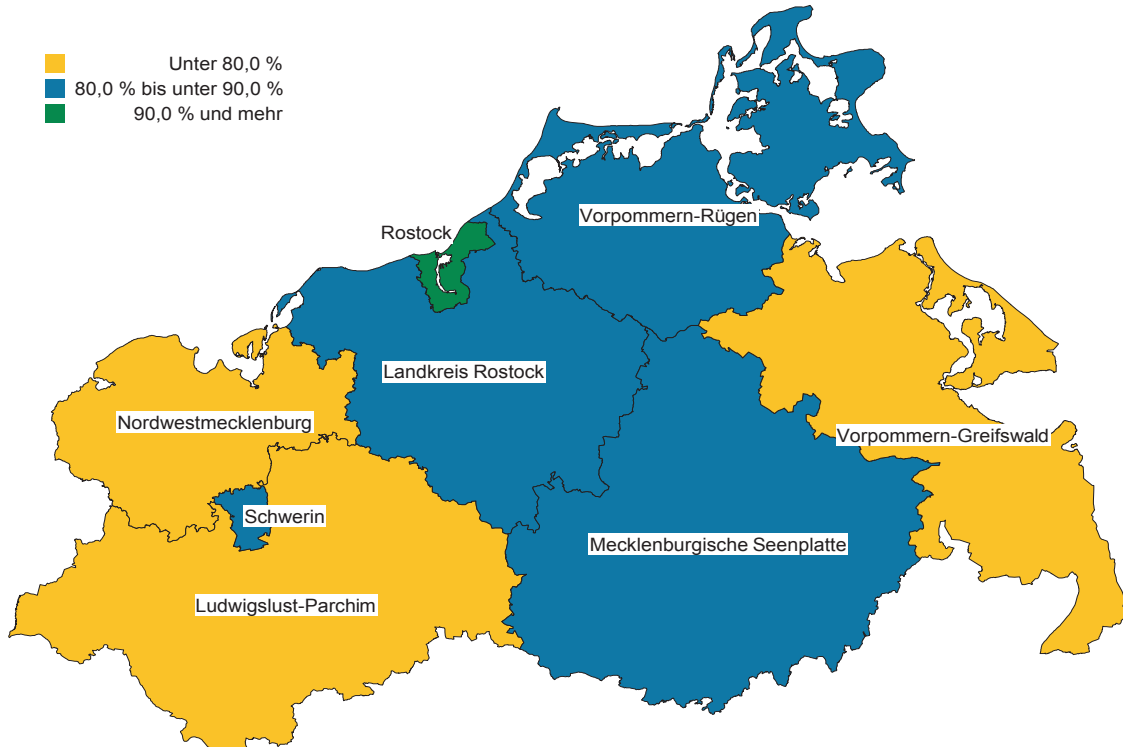 Unter 80,0 %
80,0 % bis unter 90,0 %
90,0 % und mehr
Vorpommern-Rügen
Rostock
Landkreis Rostock
Nordwestmecklenburg
Vorpommern-Greifswald
Schwerin
Mecklenburgische Seenplatte
Ludwigslust-Parchim